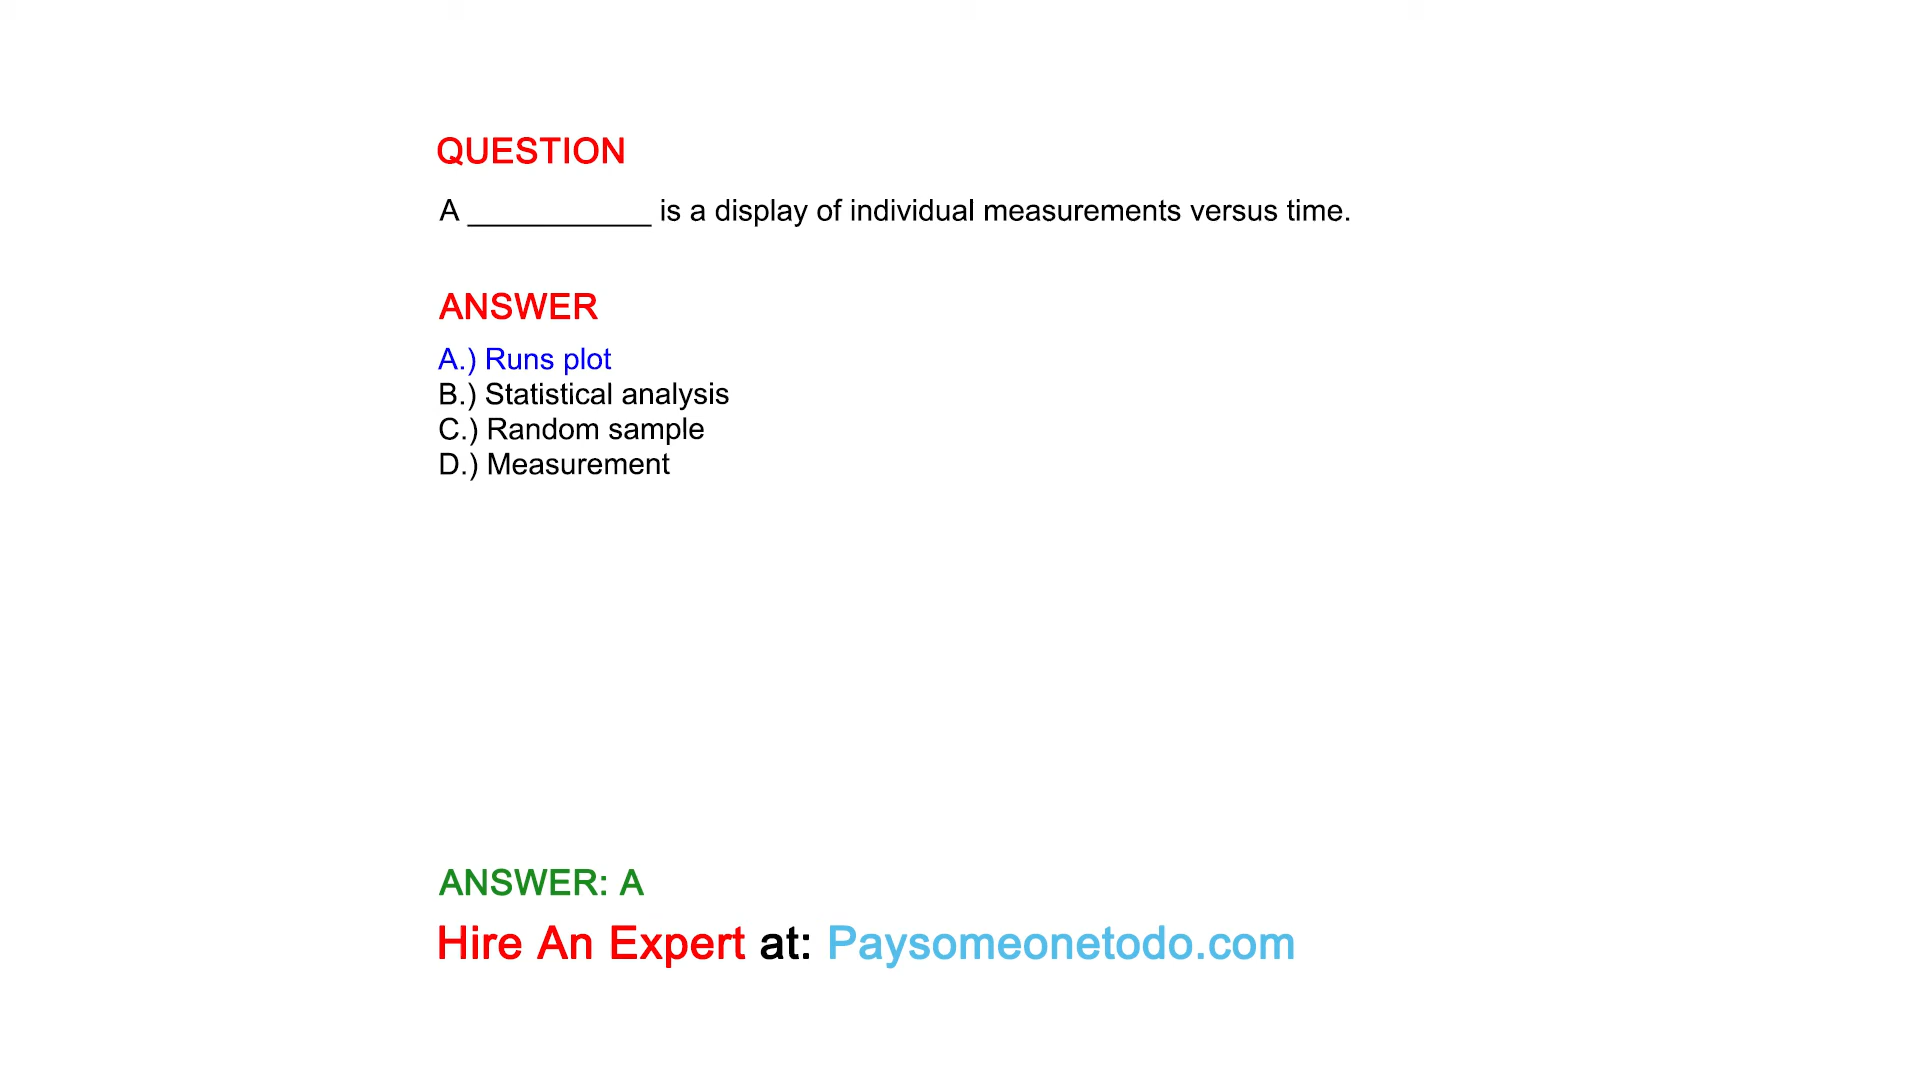 QUESTION
A ___________ is a display of individual measurements versus time.
ANSWER
A.) Runs plot
B.) Statistical analysis
C.) Random sample
D.) Measurement
ANSWER: A
Hire An Expert at: Paysomeonetodo.com